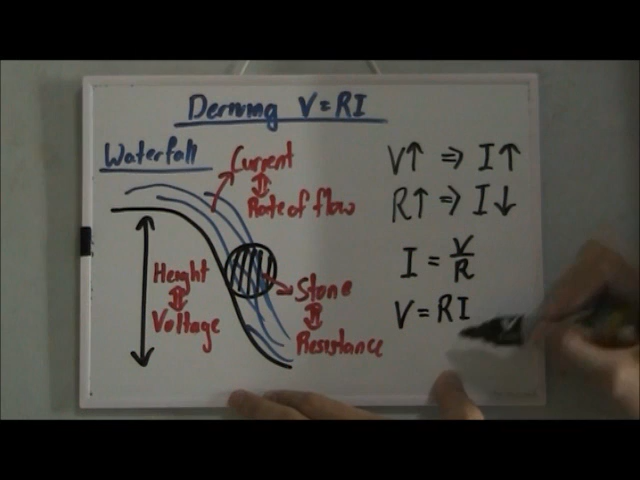 Deriving V=RI
Waterfall
Current
Rate of flow
Height
Voltage
Stone
Resistance
V↑ ⇒ I↑
R↑ ⇒ I↓
I = V/R
V=RI